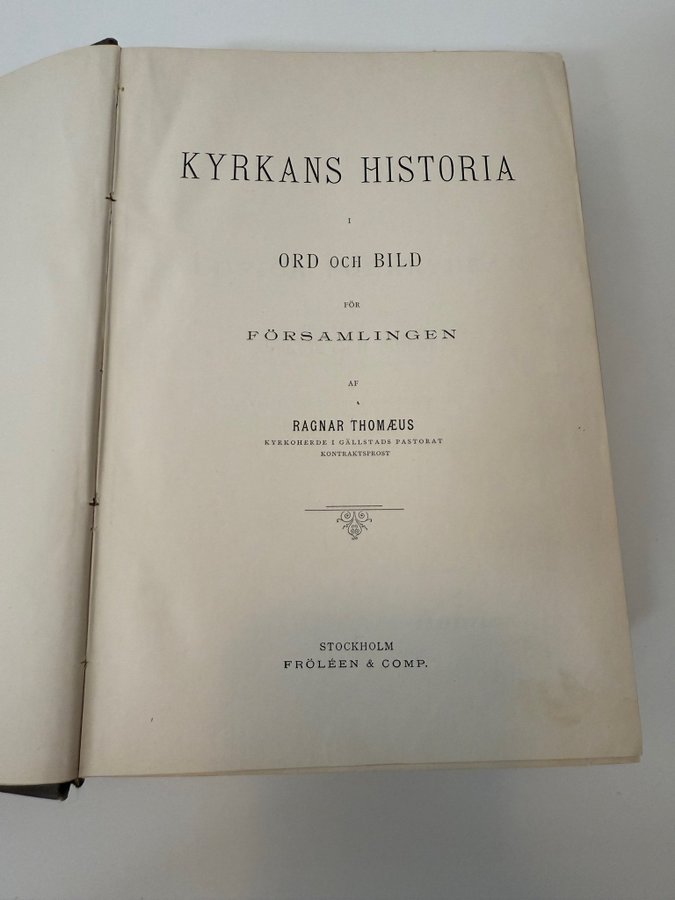 KYRKANS HISTORIA
I
ORD OCH BILD
FÖR
FÖRSAMLINGEN
AF
RAGNAR THOMÆUS
KYRKOHERDE I GÄLLSTADS PASTORAT
KONTRAKTSPROST
STOCKHOLM
FRÖLÉEN & COMP.